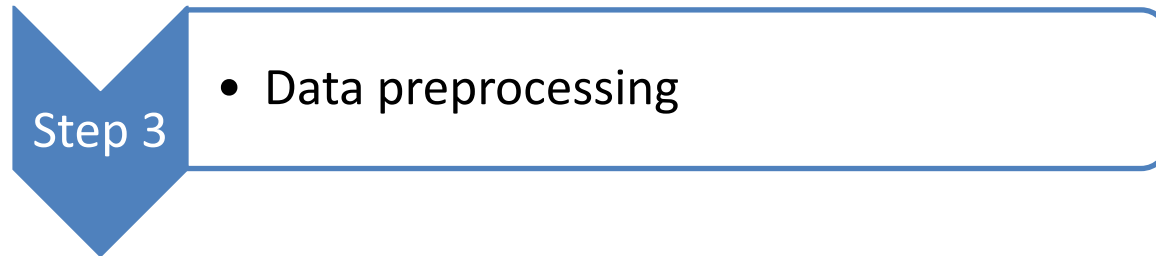 Step 3
• Data preprocessing